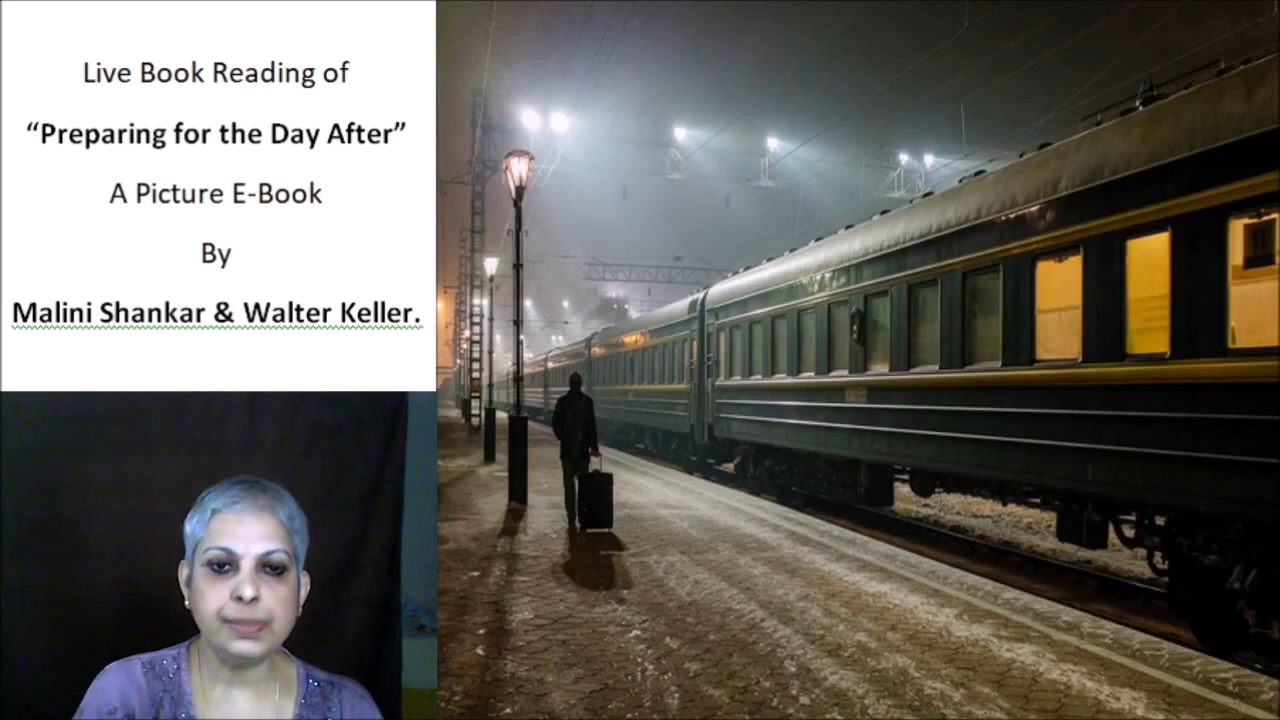 Live Book Reading of
“Preparing for the Day After”
A Picture E-Book
By
Malini Shankar & Walter Keller.